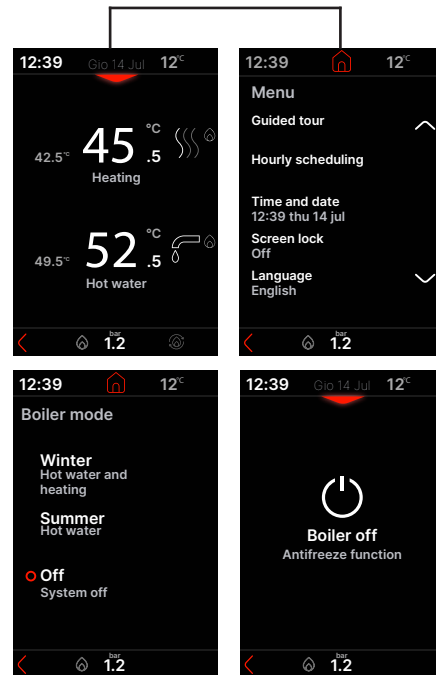 12:39 Gio 14 Jul 12°C
42.5°C 45.5 °C
Heating
49.5°C 52.5 °C
Hot water
bar
1.2
12:39 12°C
Menu
Guided tour
Hourly scheduling
Time and date
12:39 thu 14 jul
Screen lock
Off
Language
English
bar
1.2
12:39 12°C
Boiler mode
Winter
Hot water and
heating
Summer
Hot water
Off
System off
bar
1.2
12:39 Gio 14 Jul 12°C
Boiler off
Antifreeze function
bar
1.2